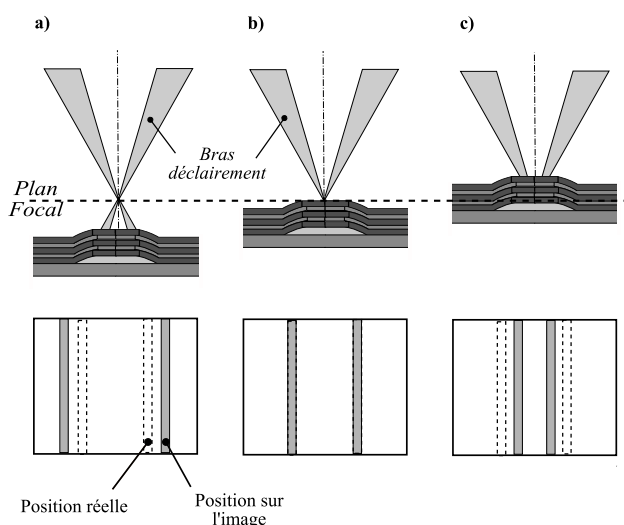 a)
b)
c)
Bras
déclairement
Plan
Focal
Position réelle
Position sur
l'image